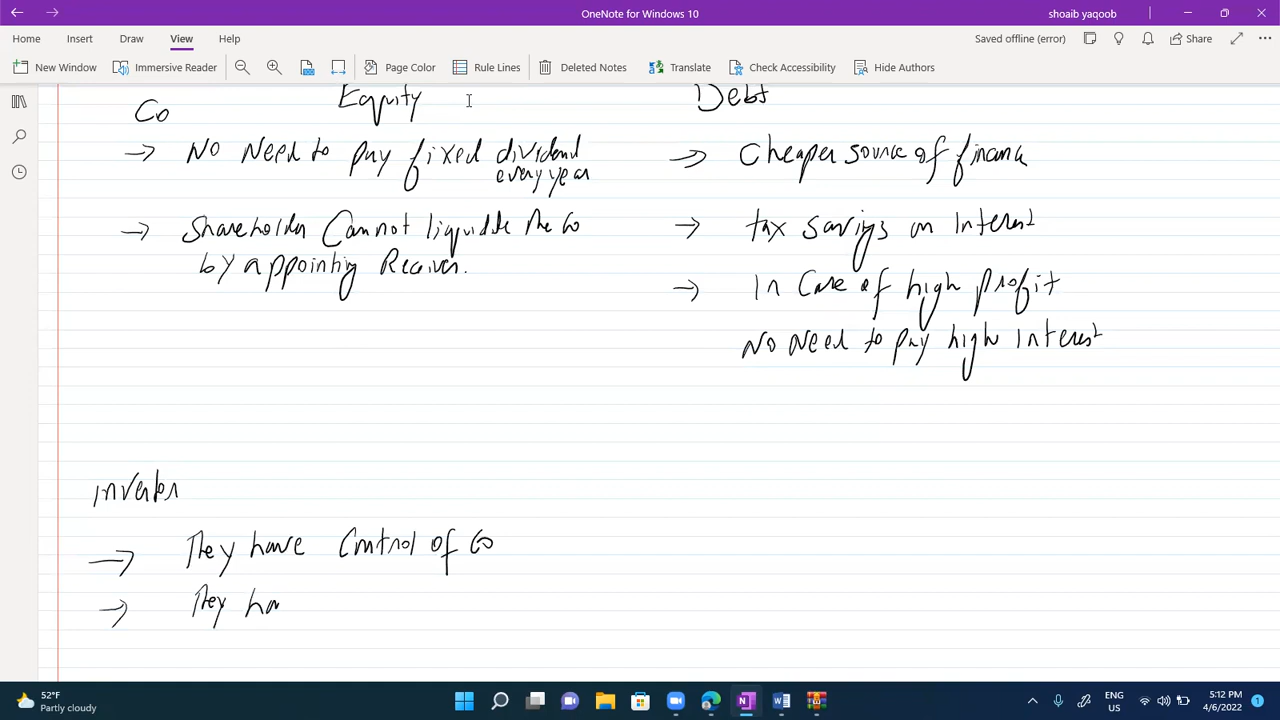 OneNote for Windows 10
shoaib yaqoob
Home Insert Draw View Help
Saved offline (error)
Share
New Window
Immersive Reader
Page Color
Rule Lines
Deleted Notes
Translate
Check Accessibility
Hide Authors
Co Equity Debt
→ No Need to pay fixed dividend
every year
→ Cheaper source of finance
→ Shareholder Cannot liquidate the Co
by appointing Receiver.
→ tax savings on Interest
→ In Case of high profit
No Need to pay high Interest
Investor
→ They have Control of Co
→ They ha
52°F
Partly cloudy
ENG
US
5:12 PM
4/6/2022